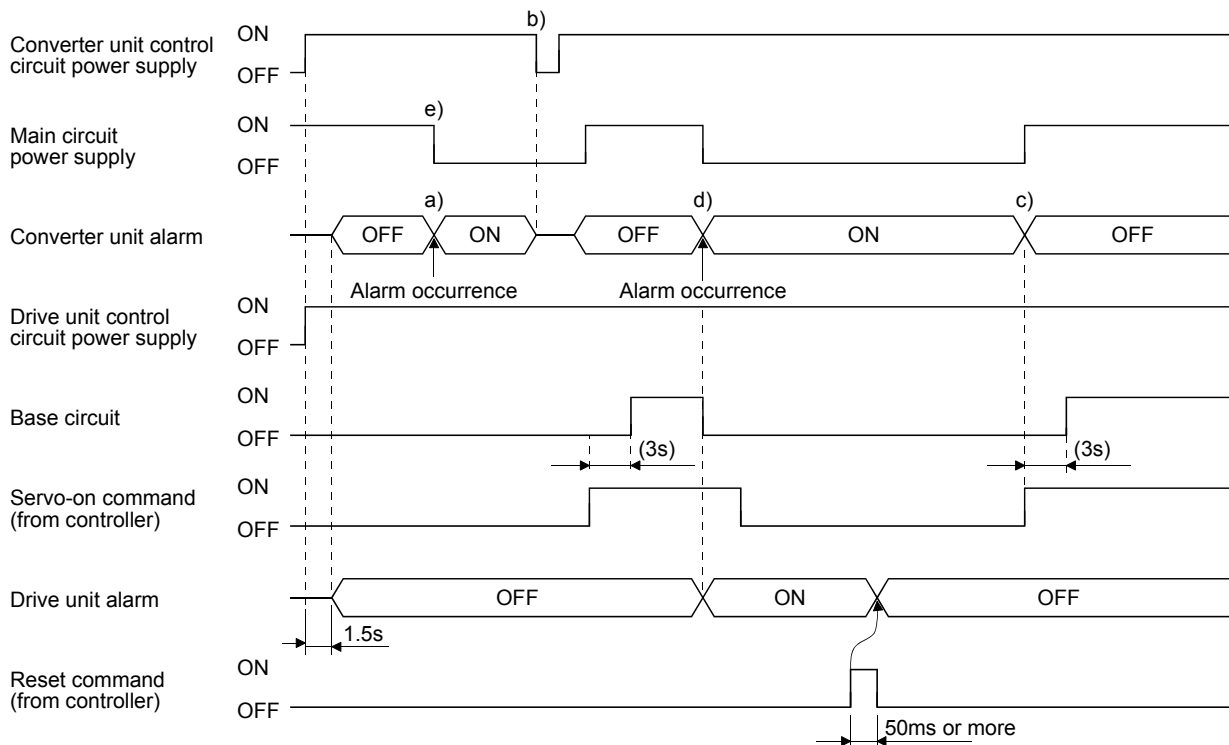 b)
Converter unit control
circuit power supply
ON
OFF
e)
Main circuit
power supply
ON
OFF
a)
d)
c)
Converter unit alarm
OFF
ON
OFF
ON
OFF
Alarm occurrence
Alarm occurrence
Drive unit control
circuit power supply
ON
OFF
Base circuit
ON
OFF
(3s)
(3s)
Servo-on command
(from controller)
ON
OFF
Drive unit alarm
OFF
ON
OFF
1.5s
Reset command
(from controller)
ON
OFF
50ms or more